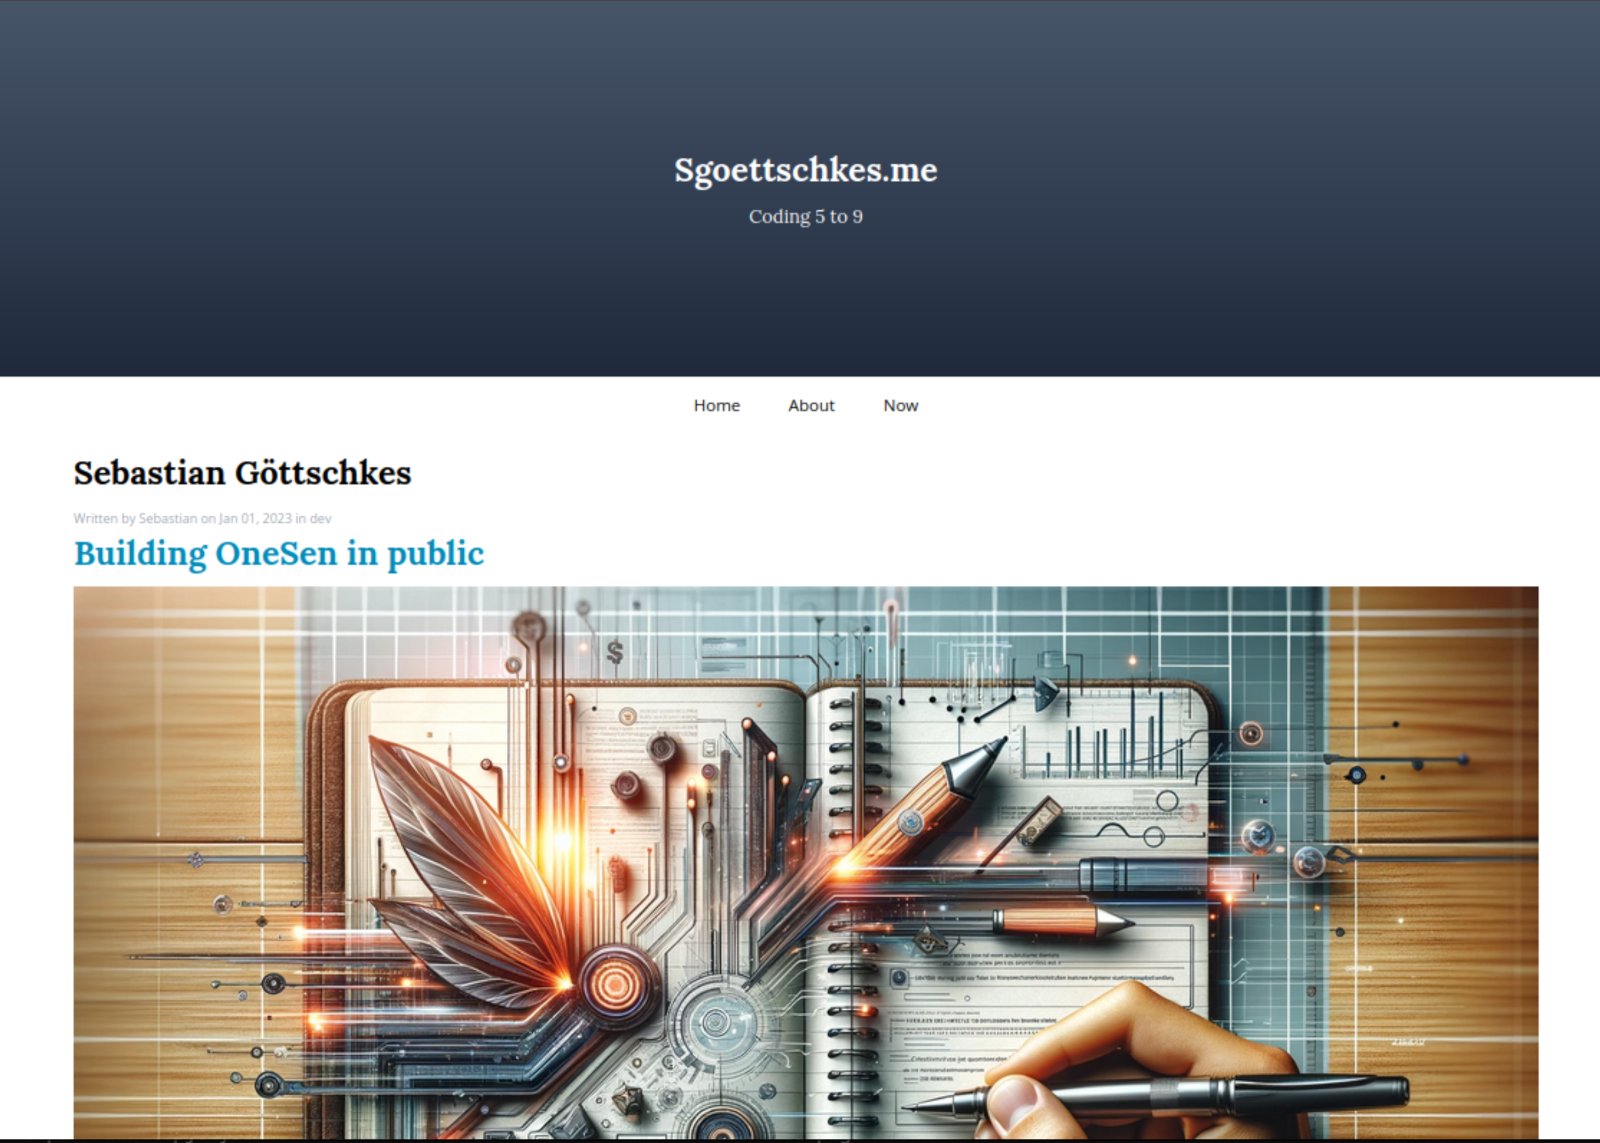 Sgoettschkes.me
Coding 5 to 9
Home About Now
Sebastian Göttschkes
Written by Sebastian on Jan 01, 2023 in dev
Building OneSen in public
$